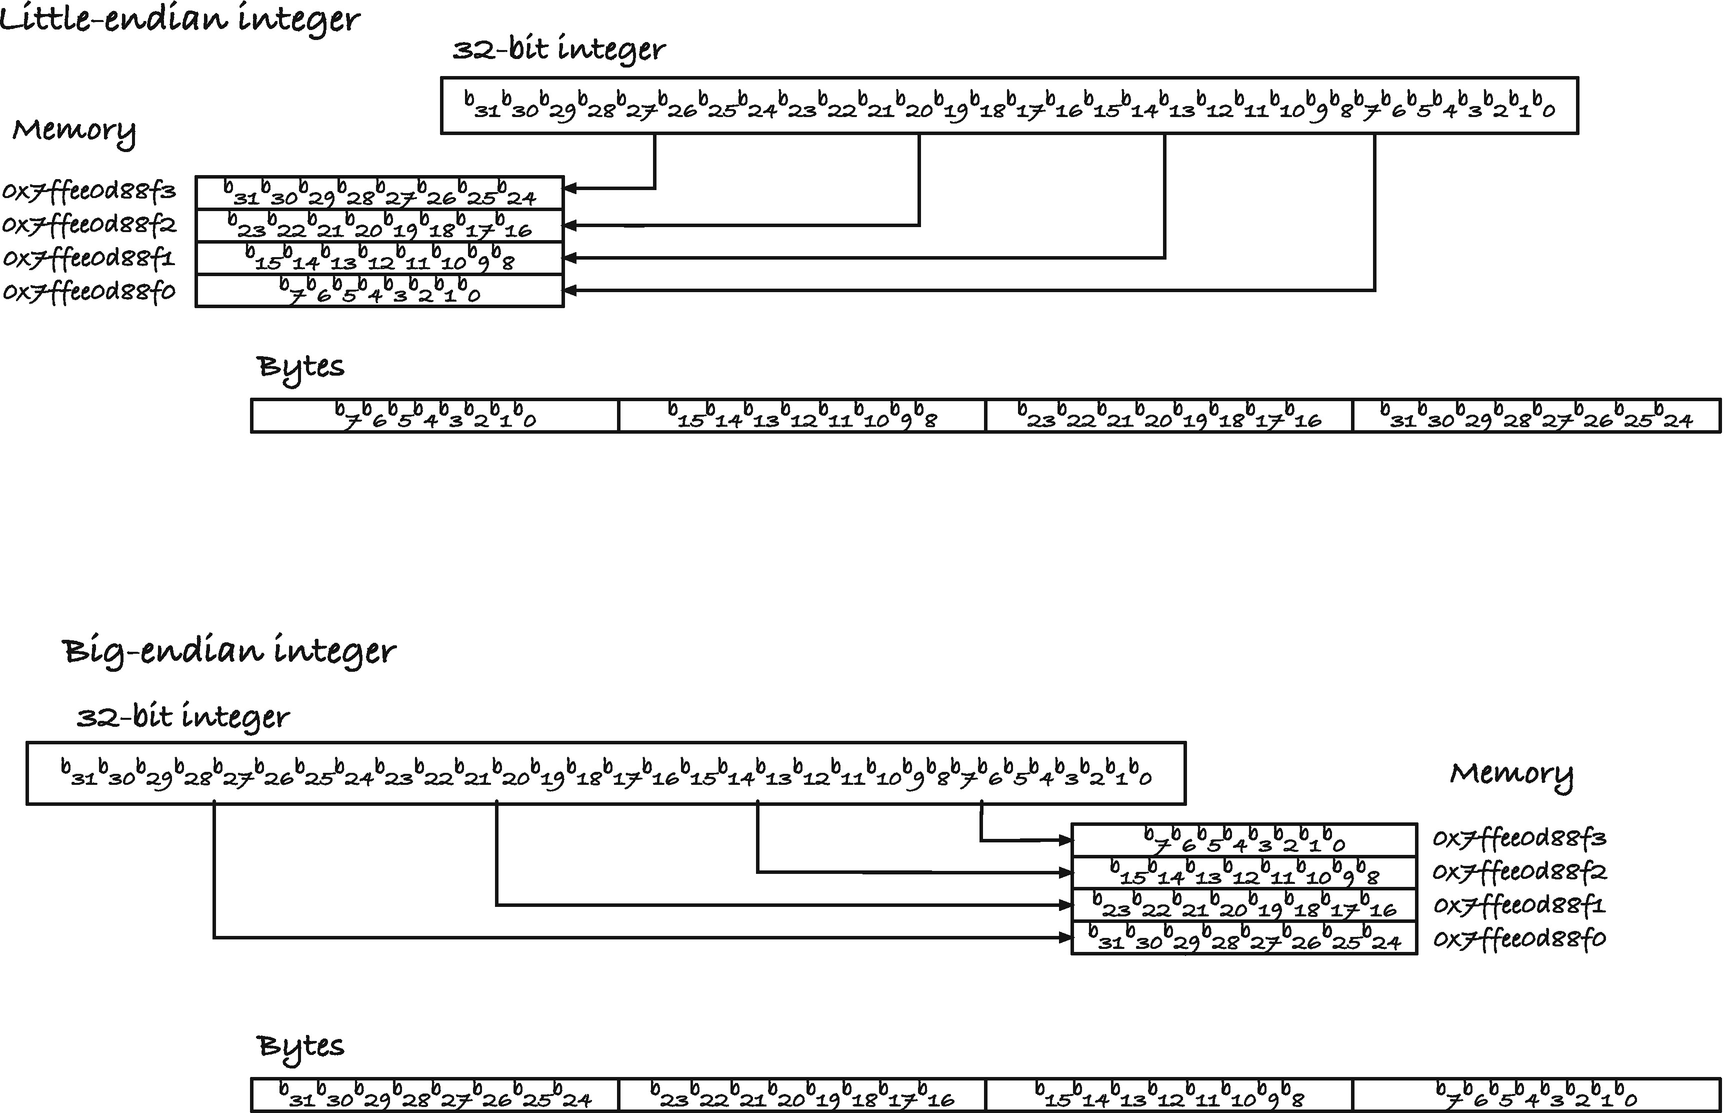 Little-endian integer
32-bit integer
b31b30b29b28b27b26b25b24b23b22b21b20b19b18b17b16b15b14b13b12b11b10b9b8b7b6b5b4b3b2b1b0
Memory
0x7ffee0d88f3 b31b30b29b28b27b26b25b24
0x7ffee0d88f2 b23b22b21b20b19b18b17b16
0x7ffee0d88f1 b15b14b13b12b11b10b9b8
0x7ffee0d88f0 b7b6b5b4b3b2b1b0
Bytes
b7b6b5b4b3b2b1b0 b15b14b13b12b11b10b9b8 b23b22b21b20b19b18b17b16 b31b30b29b28b27b26b25b24
Big-endian integer
32-bit integer
b31b30b29b28b27b26b25b24b23b22b21b20b19b18b17b16b15b14b13b12b11b10b9b8b7b6b5b4b3b2b1b0
Memory
b7b6b5b4b3b2b1b0 0x7ffee0d88f3
b15b14b13b12b11b10b9b8 0x7ffee0d88f2
b23b22b21b20b19b18b17b16 0x7ffee0d88f1
b31b30b29b28b27b26b25b24 0x7ffee0d88f0
Bytes
b31b30b29b28b27b26b25b24 b23b22b21b20b19b18b17b16 b15b14b13b12b11b10b9b8 b7b6b5b4b3b2b1b0